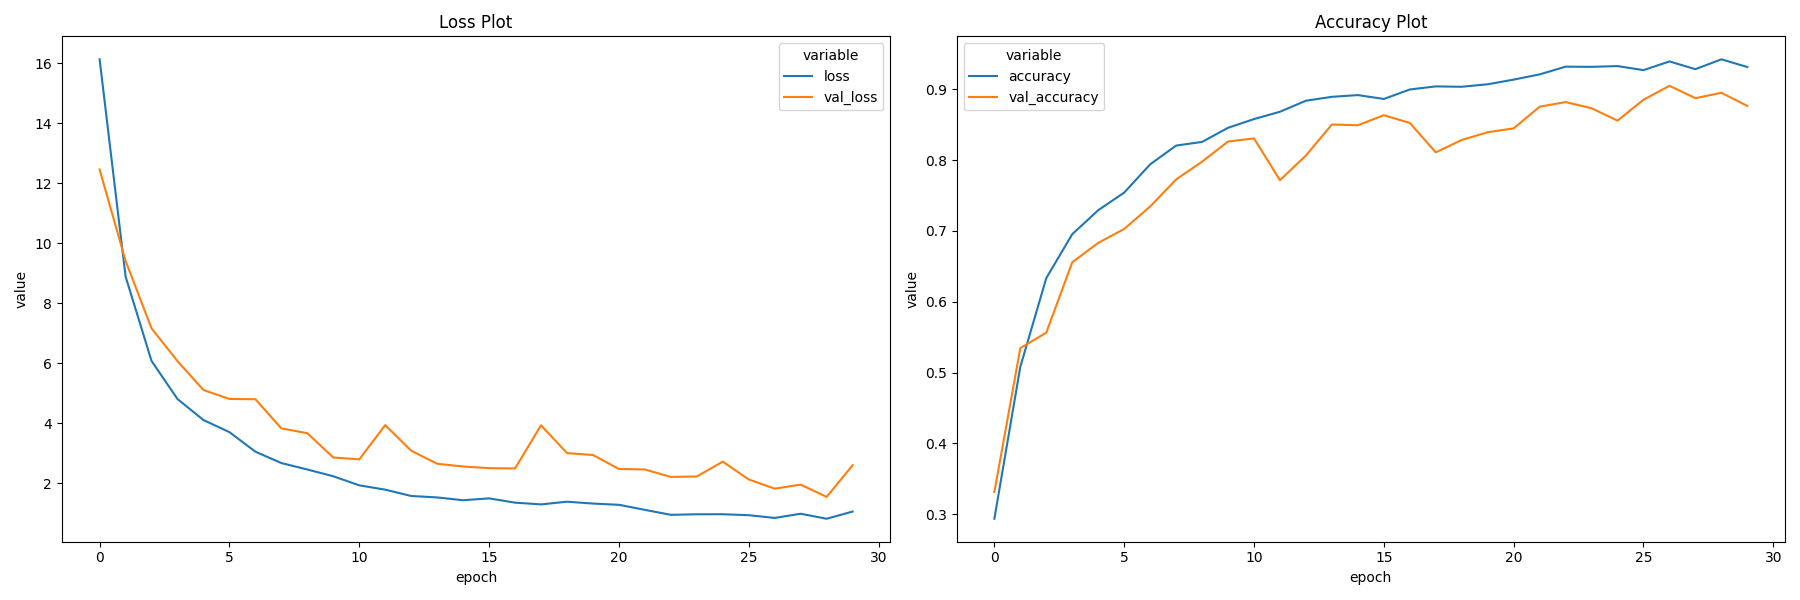 Loss Plot
variable
loss
val_loss
value
16
14
12
10
8
6
4
2
0 5 10 15 20 25 30
epoch
Accuracy Plot
variable
accuracy
val_accuracy
value
0.9
0.8
0.7
0.6
0.5
0.4
0.3
0 5 10 15 20 25 30
epoch